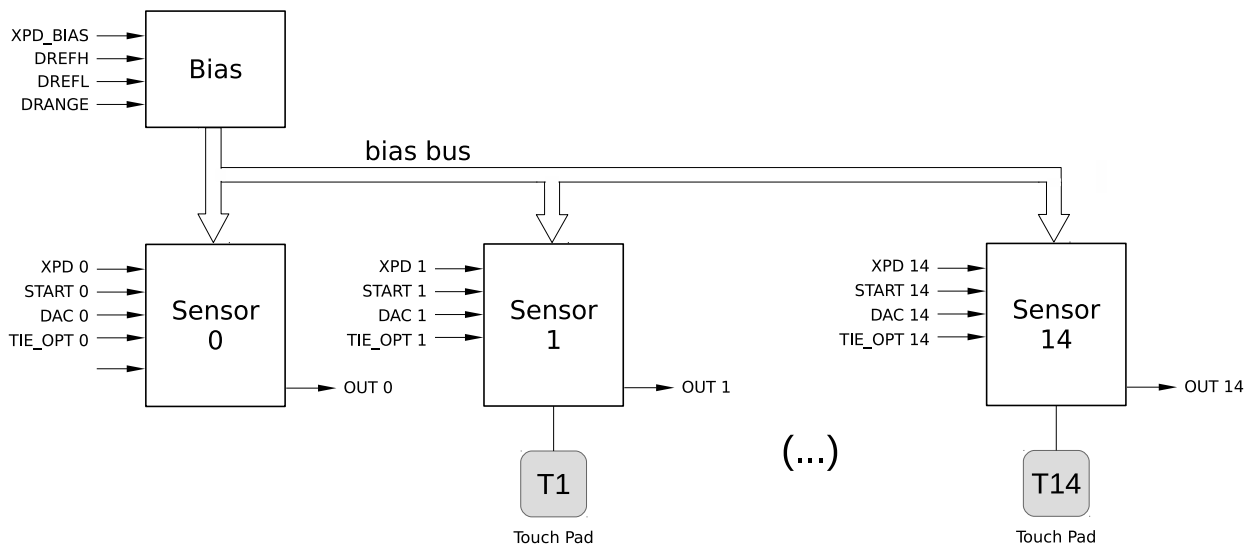 XPD_BIAS
DREFH
DREFL
DRANGE
Bias
bias bus
XPD 0
START 0
DAC 0
TIE_OPT 0
Sensor
0
OUT 0
XPD 1
START 1
DAC 1
TIE_OPT 1
Sensor
1
OUT 1
T1
Touch Pad
(...)
XPD 14
START 14
DAC 14
TIE_OPT 14
Sensor
14
OUT 14
T14
Touch Pad